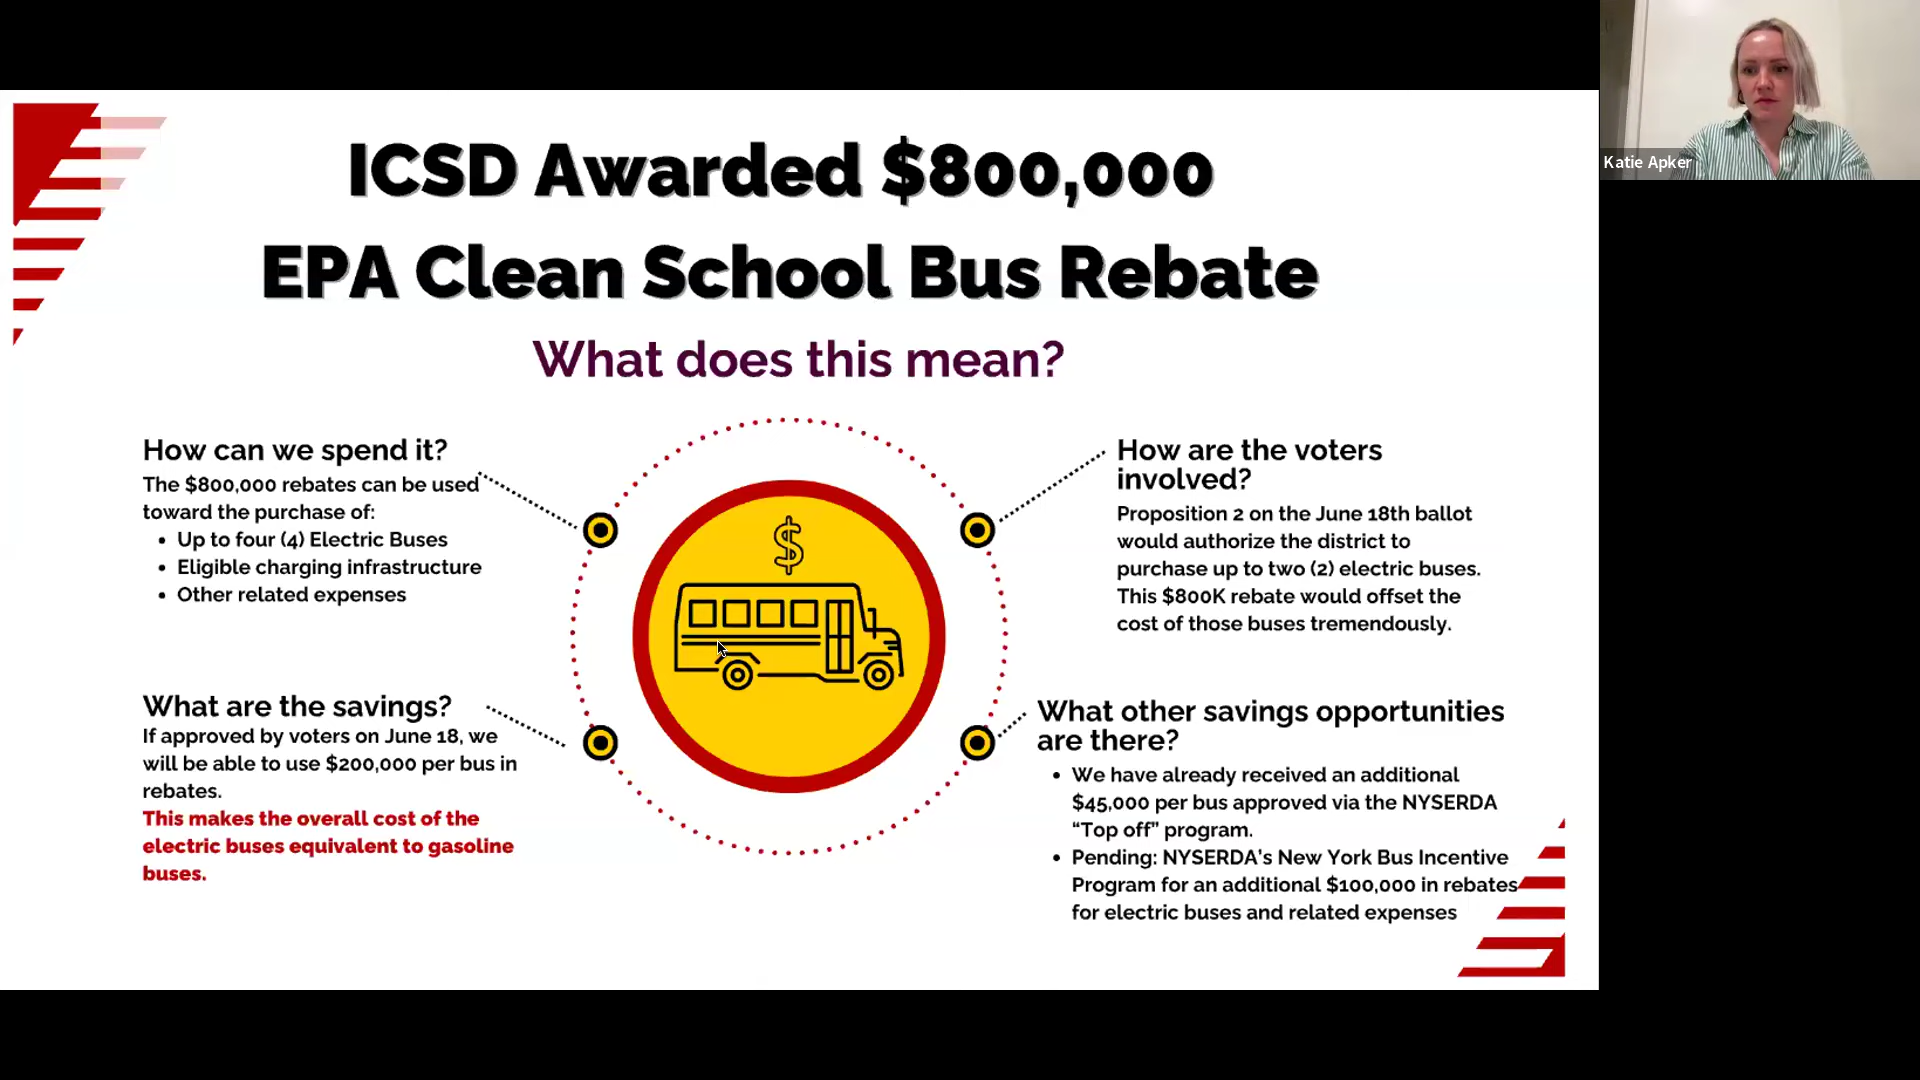 ICSD Awarded $800,000
EPA Clean School Bus Rebate
What does this mean?
How can we spend it?
The $800,000 rebates can be used
toward the purchase of:
• Up to four (4) Electric Buses
• Eligible charging infrastructure
• Other related expenses
What are the savings?
If approved by voters on June 18, we
will be able to use $200,000 per bus in
rebates.
This makes the overall cost of the
electric buses equivalent to gasoline
buses.
$
How are the voters
involved?
Proposition 2 on the June 18th ballot
would authorize the district to
purchase up to two (2) electric buses.
This $800K rebate would offset the
cost of those buses tremendously.
What other savings opportunities
are there?
• We have already received an additional
$45,000 per bus approved via the NYSERDA
“Top off” program.
• Pending: NYSERDA's New York Bus Incentive
Program for an additional $100,000 in rebates
for electric buses and related expenses
Katie Apker